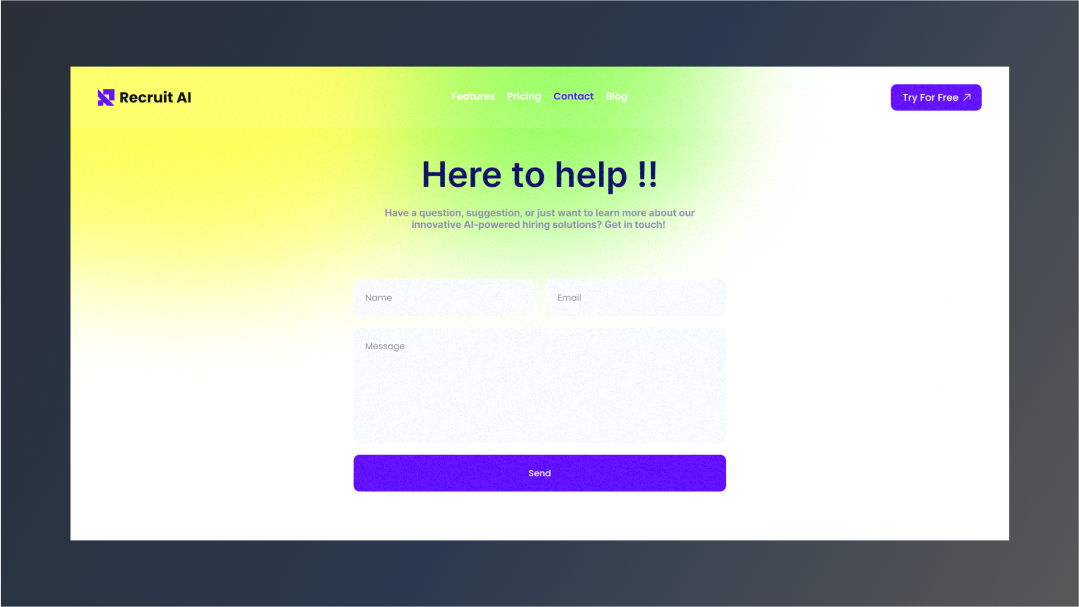 Recruit AI
Features Pricing Contact Blog
Try For Free
Here to help !!
Have a question, suggestion, or just want to learn more about our
innovative AI-powered hiring solutions? Get in touch!
Name Email
Message
Send